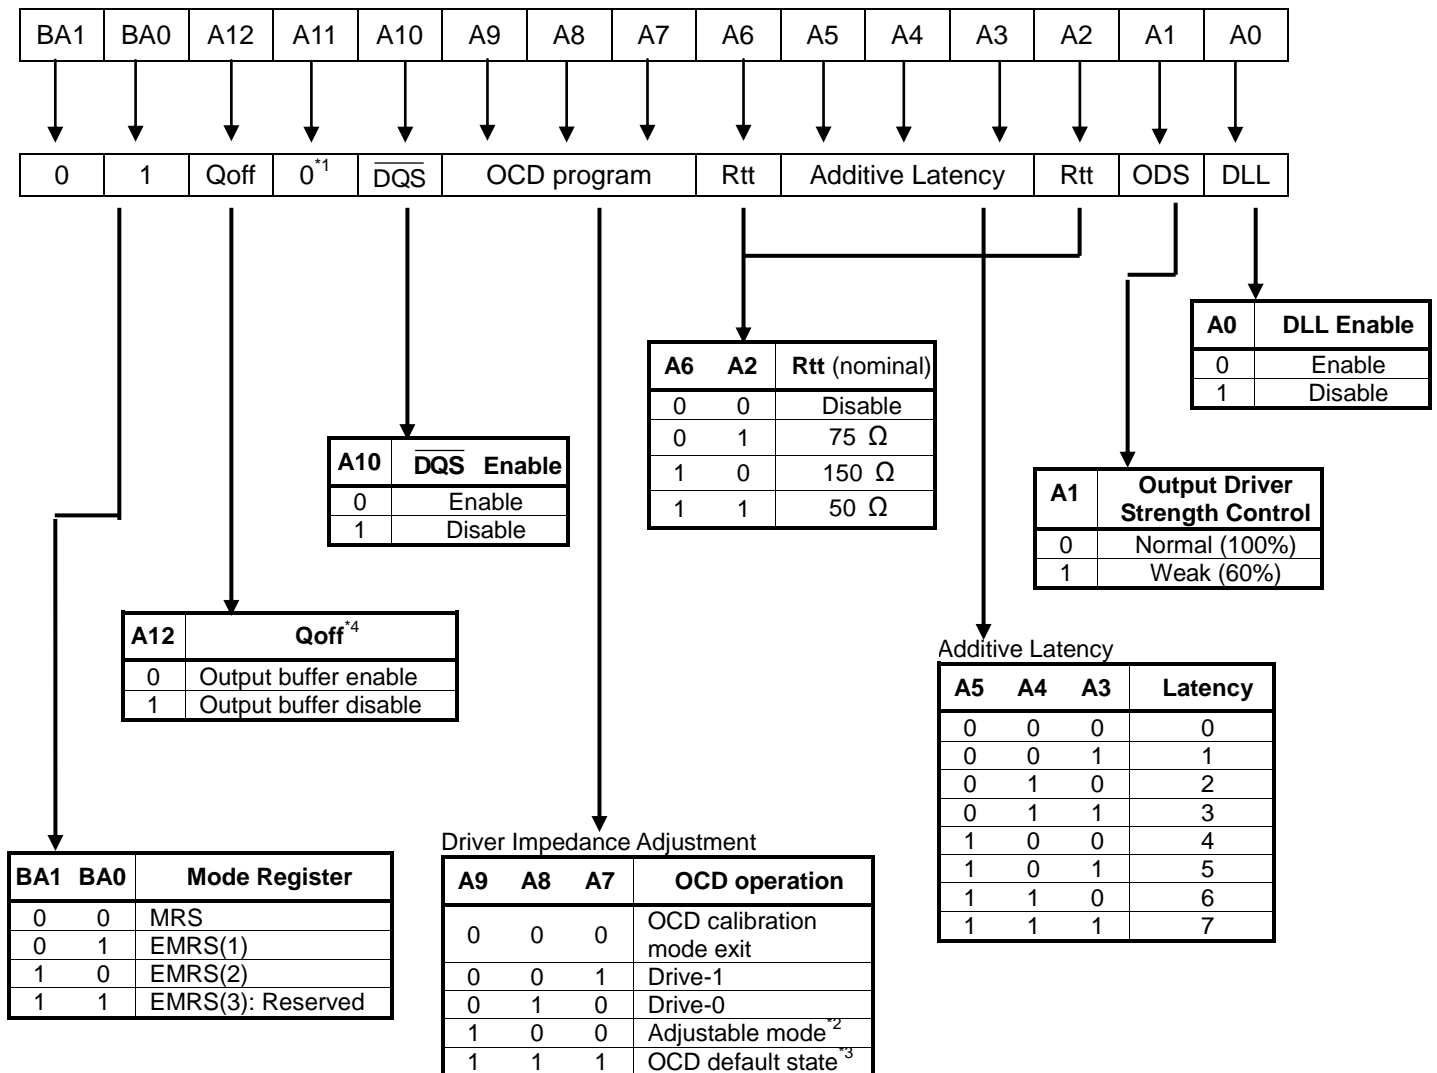 BA1 BA0 A12 A11 A10 A9 A8 A7 A6 A5 A4 A3 A2 A1 A0
0 1 Qoff 0*1 DQS OCD program Rtt Additive Latency Rtt ODS DLL
A0 DLL Enable
0 Enable
1 Disable
A6 A2 Rtt (nominal)
0 0 Disable
0 1 75 Ω
1 0 150 Ω
1 1 50 Ω
A10 DQS Enable
0 Enable
1 Disable
A1 Output Driver
Strength Control
0 Normal (100%)
1 Weak (60%)
A12 Qoff*4
0 Output buffer enable
1 Output buffer disable
Additive Latency
A5 A4 A3 Latency
0 0 0 0
0 0 1 1
0 1 0 2
0 1 1 3
1 0 0 4
1 0 1 5
1 1 0 6
1 1 1 7
BA1 BA0 Mode Register
0 0 MRS
0 1 EMRS(1)
1 0 EMRS(2)
1 1 EMRS(3): Reserved
Driver Impedance Adjustment
A9 A8 A7 OCD operation
0 0 0 OCD calibration
mode exit
0 0 1 Drive-1
0 1 0 Drive-0
1 0 0 Adjustable mode*2
1 1 1 OCD default state*3